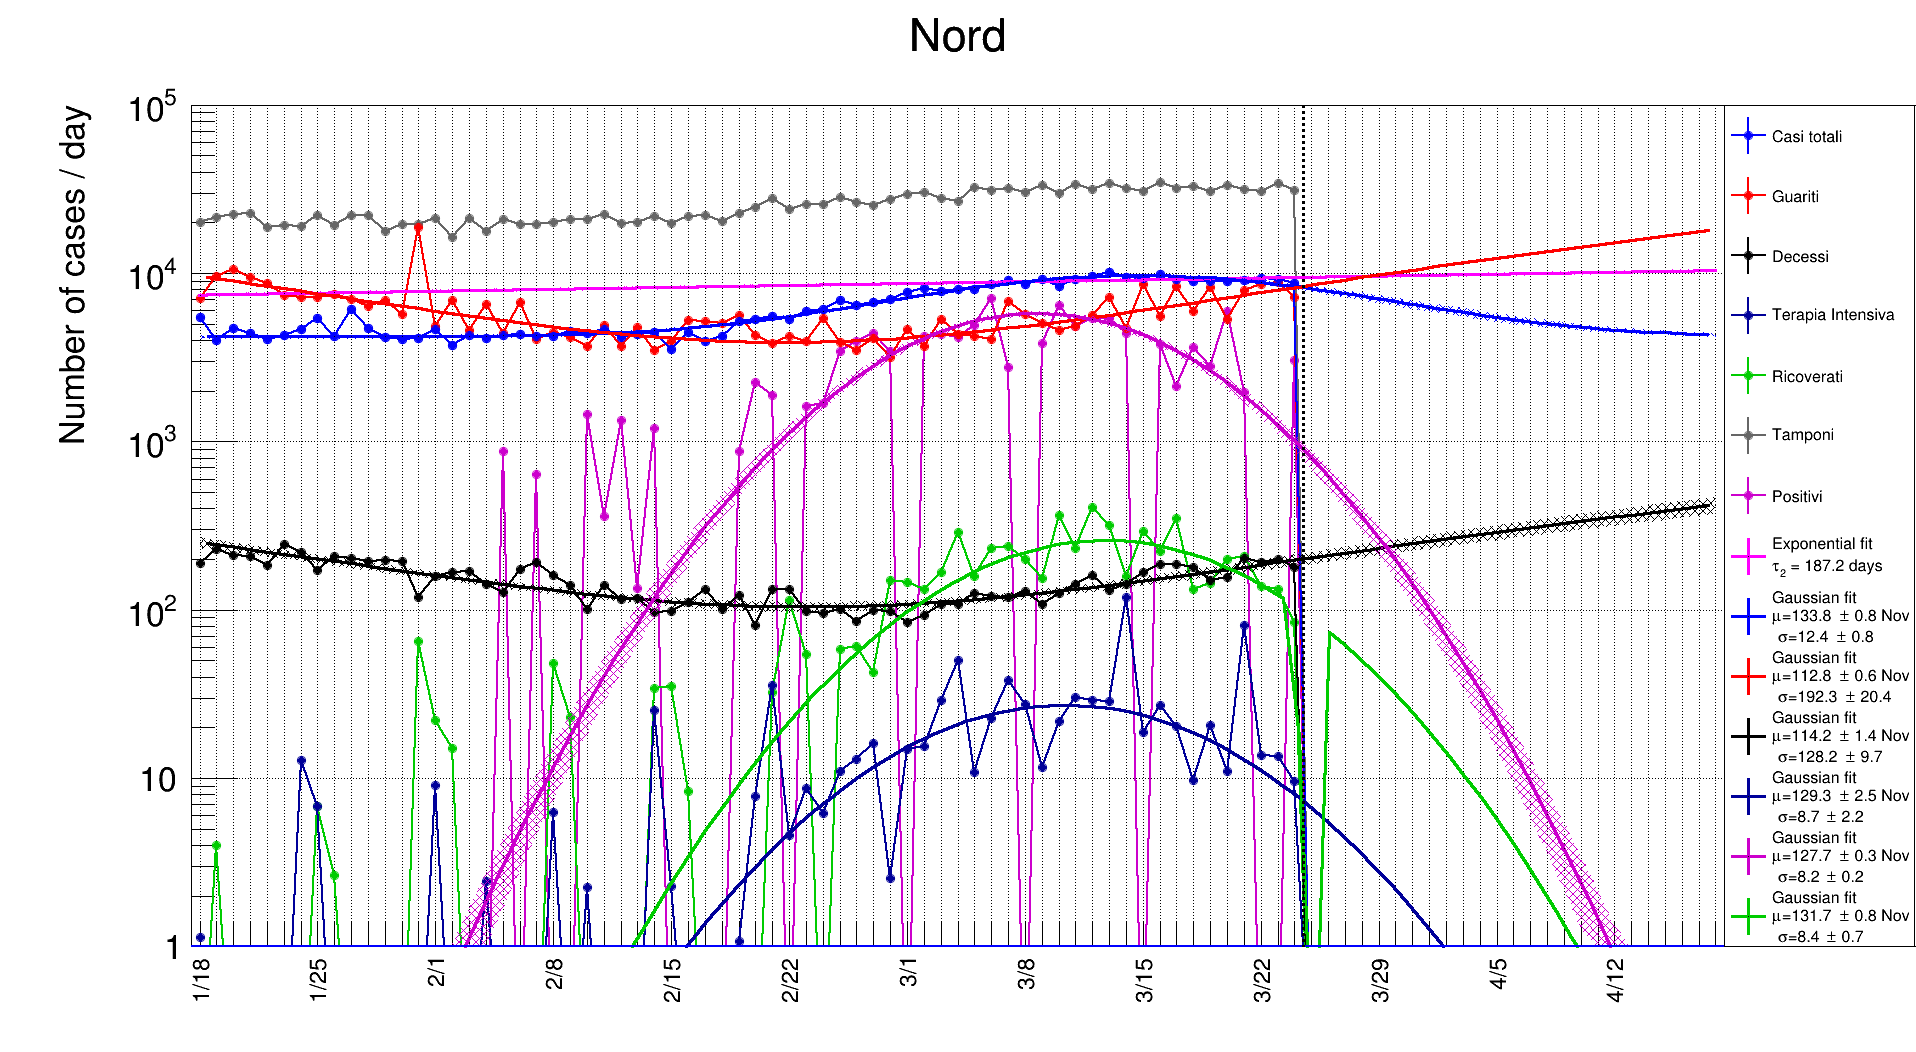 Nord
Number of cases / day
10^5
10^4
10^3
10^2
10
1
1/18
1/25
2/1
2/8
2/15
2/22
3/1
3/8
3/15
3/22
3/29
4/5
4/12
Casi totali
Guariti
Decessi
Terapia Intensiva
Ricoverati
Tamponi
Positivi
Exponential fit
τ₂ = 187.2 days
Gaussian fit
μ=133.8 ± 0.8 Nov
σ=12.4 ± 0.8
Gaussian fit
μ=112.8 ± 0.6 Nov
σ=192.3 ± 20.4
Gaussian fit
μ=114.2 ± 1.4 Nov
σ=128.2 ± 9.7
Gaussian fit
μ=129.3 ± 2.5 Nov
σ=8.7 ± 2.2
Gaussian fit
μ=127.7 ± 0.3 Nov
σ=8.2 ± 0.2
Gaussian fit
μ=131.7 ± 0.8 Nov
σ=8.4 ± 0.7